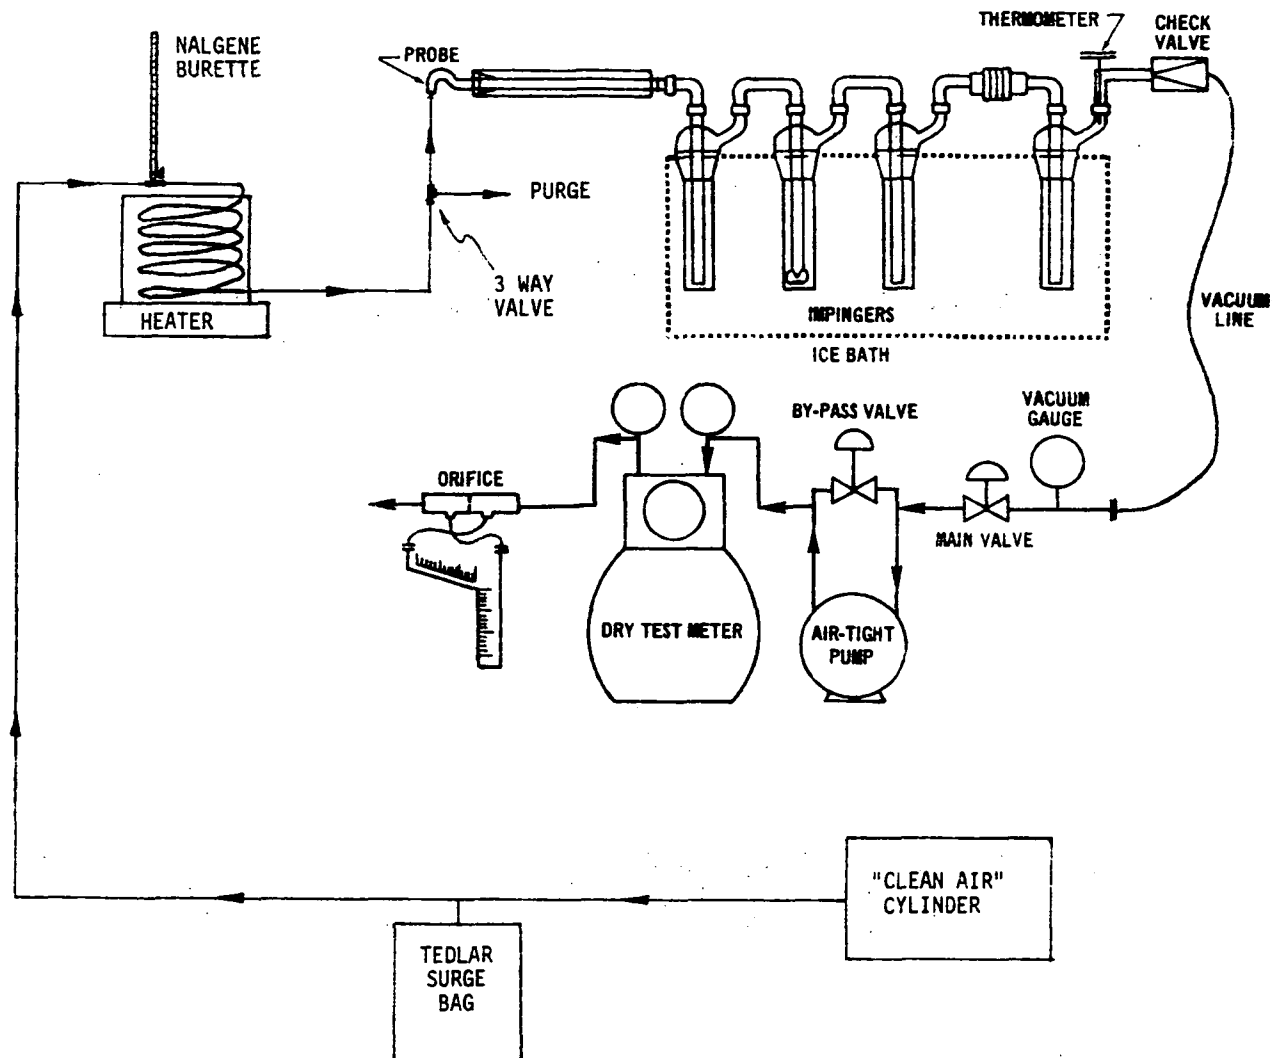 THERMOMETER
CHECK
VALVE
NALGENE
BURETTE
PROBE
PURGE
3 WAY
VALVE
HEATER
IMPINGERS
ICE BATH
VACUUM
LINE
BY-PASS VALVE
VACUUM
GAUGE
ORIFICE
MAIN VALVE
DRY TEST METER
AIR-TIGHT
PUMP
"CLEAN AIR"
CYLINDER
TEDLAR
SURGE
BAG